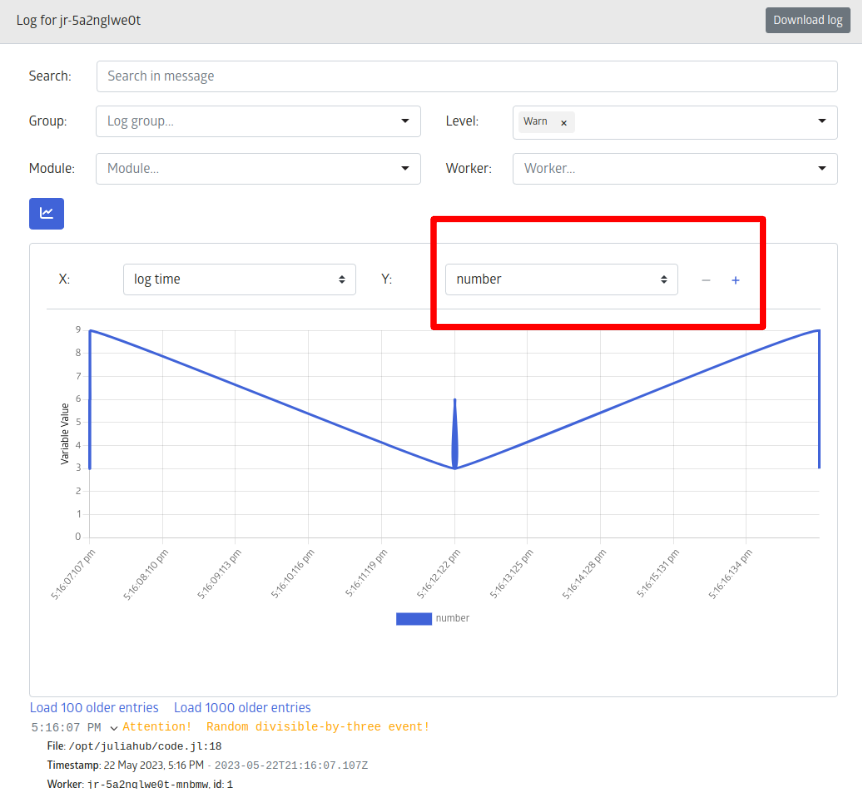 Log for jr-5a2nglwe0t Download log
Search: Search in message
Group: Log group... Level: Warn ×
Module: Module... Worker: Worker...
X: log time Y: number − +
9
8
7
6
5
4
3
2
1
0
Variable Value
5:16:07.107 pm 5:16:08.110 pm 5:16:09.113 pm 5:16:10.116 pm 5:16:11.119 pm 5:16:12.122 pm 5:16:13.125 pm 5:16:14.128 pm 5:16:15.131 pm 5:16:16.134 pm
number
Load 100 older entries Load 1000 older entries
5:16:07 PM Attention! Random divisible-by-three event!
File: /opt/juliahub/code.jl:18
Timestamp: 22 May 2023, 5:16 PM · 2023-05-22T21:16:07.107Z
Worker: jr-5a2nglwe0t-mnbmw, id: 1